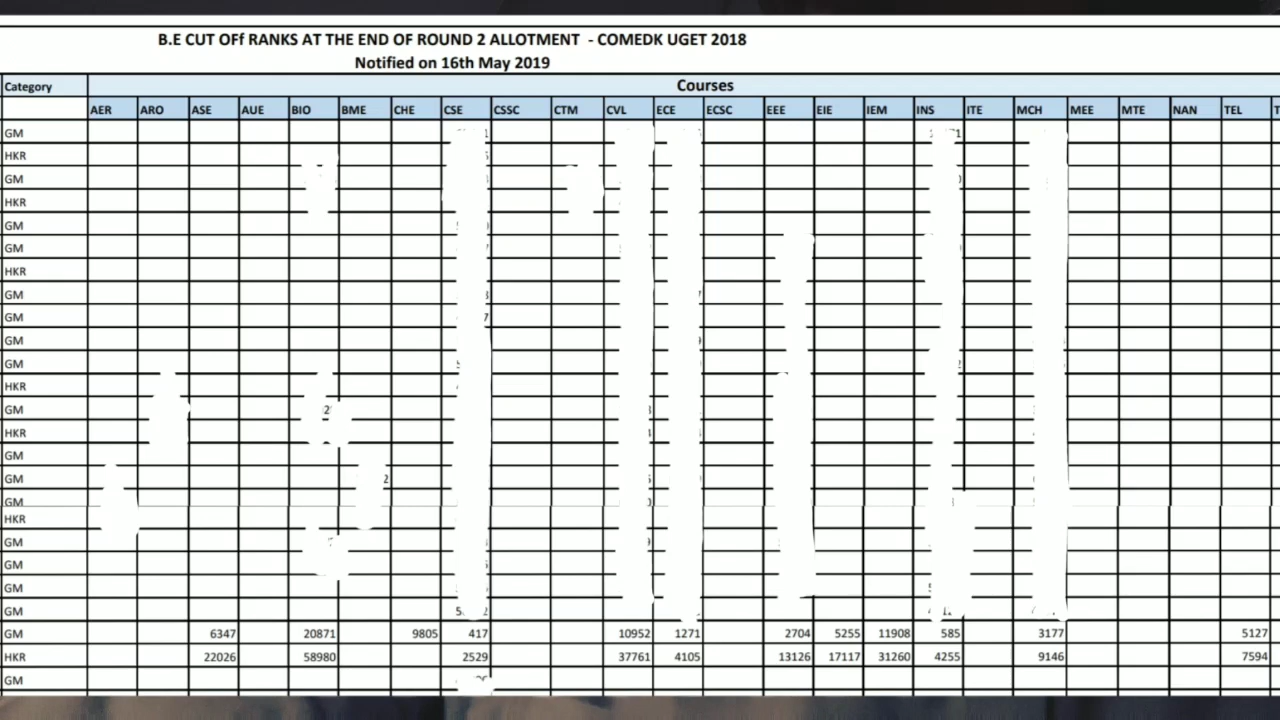 B.E CUT OFf RANKS AT THE END OF ROUND 2 ALLOTMENT - COMEDK UGET 2018
Notified on 16th May 2019
Category Courses
AER ARO ASE AUE BIO BME CHE CSE CSSC CTM CVL ECE ECSC EEE EIE IEM INS ITE MCH MEE MTE NAN TEL
GM
HKR
GM
HKR
GM
GM
HKR
GM
GM
GM
GM
HKR
GM
HKR
GM
GM
GM
HKR
GM
GM
GM
GM
GM 6347 20871 9805 417 10952 1271 2704 5255 11908 585 3177 5127
HKR 22026 58980 2529 37761 4105 13126 17117 31260 4255 9146 7594
GM